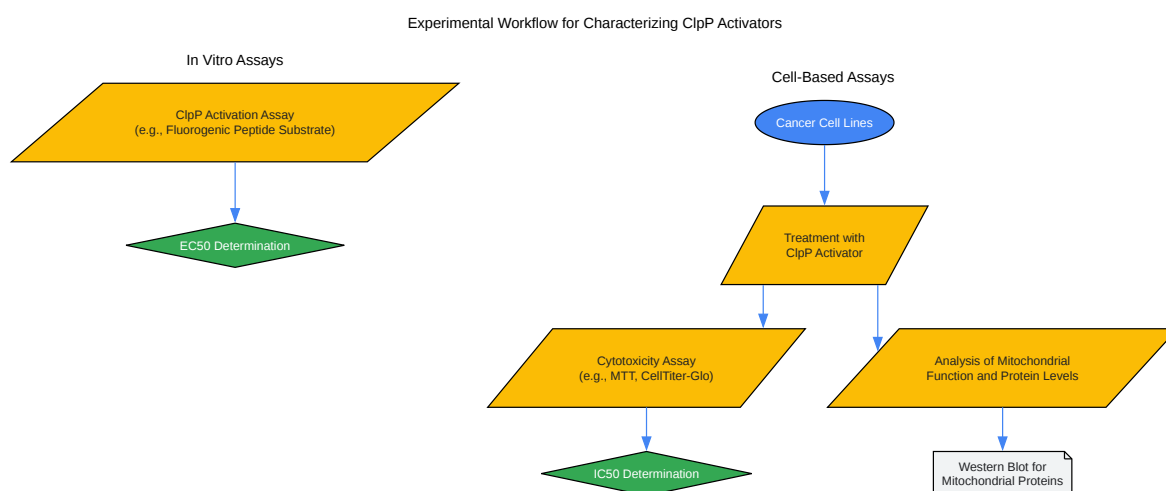 Experimental Workflow for Characterizing ClpP Activators
In Vitro Assays
ClpP Activation Assay
(e.g., Fluorogenic Peptide Substrate)
EC50 Determination
Cell-Based Assays
Cancer Cell Lines
Treatment with
ClpP Activator
Cytotoxicity Assay
(e.g., MTT, CellTiter-Glo)
IC50 Determination
Analysis of Mitochondrial
Function and Protein Levels
Western Blot for
Mitochondrial Proteins